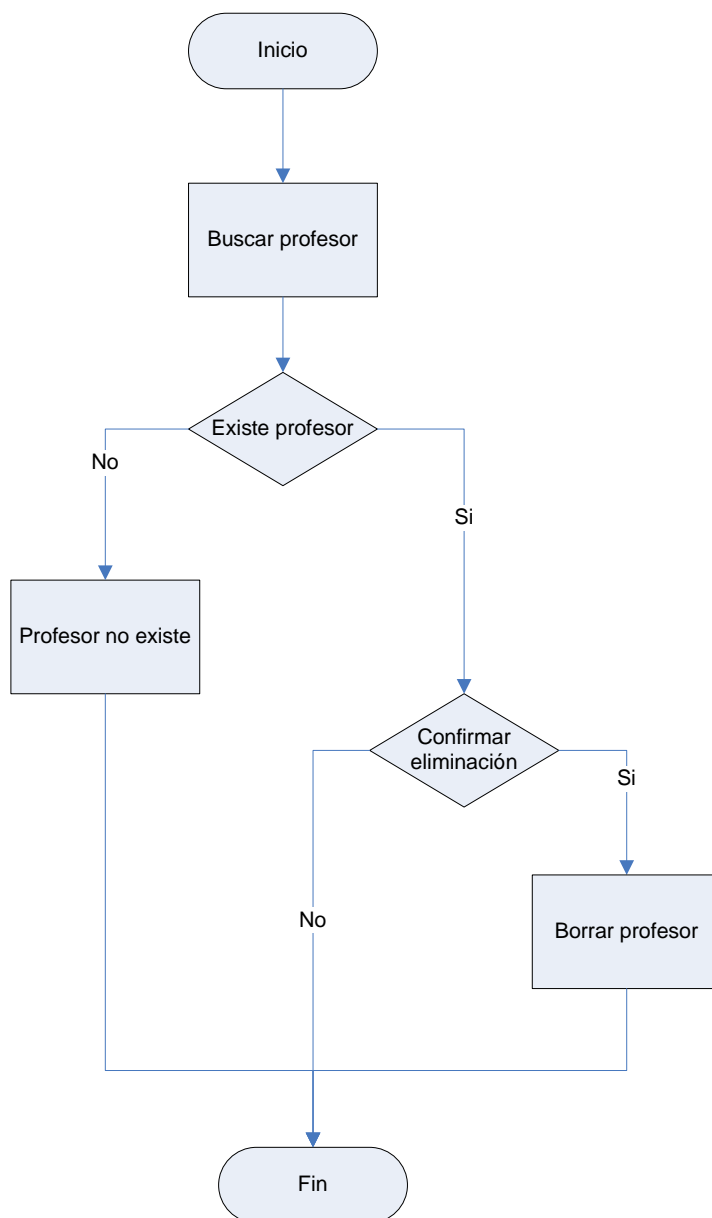 Inicio
Buscar profesor
Existe profesor
No
Si
Profesor no existe
Confirmar
eliminación
Si
No
Borrar profesor
Fin